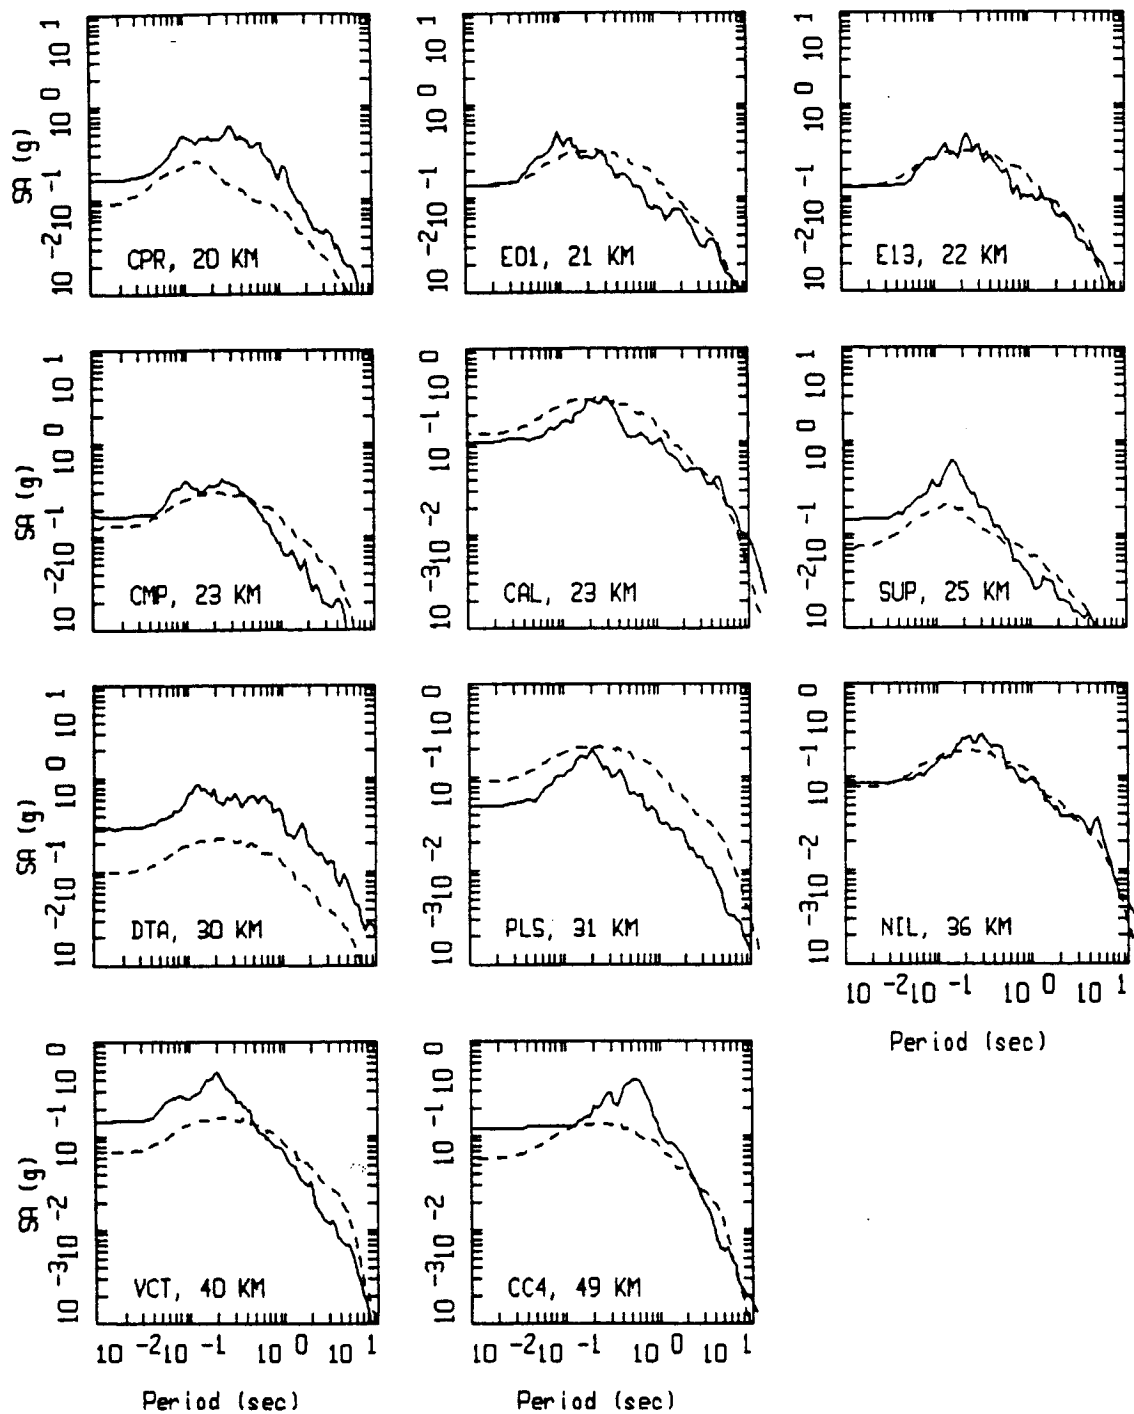 SA (g)
10 -2 10 -1 10 0 10 1
CPR, 20 KM
10 -2 10 -1 10 0 10 1
E01, 21 KM
10 -2 10 -1 10 0 10 1
E13, 22 KM
SA (g)
10 -2 10 -1 10 0 10 1
CMP, 23 KM
10 -3 10 -2 10 -1 10 0
CAL, 23 KM
10 -2 10 -1 10 0 10 1
SUP, 25 KM
SA (g)
10 -2 10 -1 10 0 10 1
DTA, 30 KM
10 -3 10 -2 10 -1 10 0
PLS, 31 KM
10 -3 10 -2 10 -1 10 0
NIL, 36 KM
10 -2 10 -1 10 0 10 1
Period (sec)
SA (g)
10 -3 10 -2 10 -1 10 0
VCT, 40 KM
10 -2 10 -1 10 0 10 1
Period (sec)
10 -3 10 -2 10 -1 10 0
CC4, 49 KM
10 -2 10 -1 10 0 10 1
Period (sec)